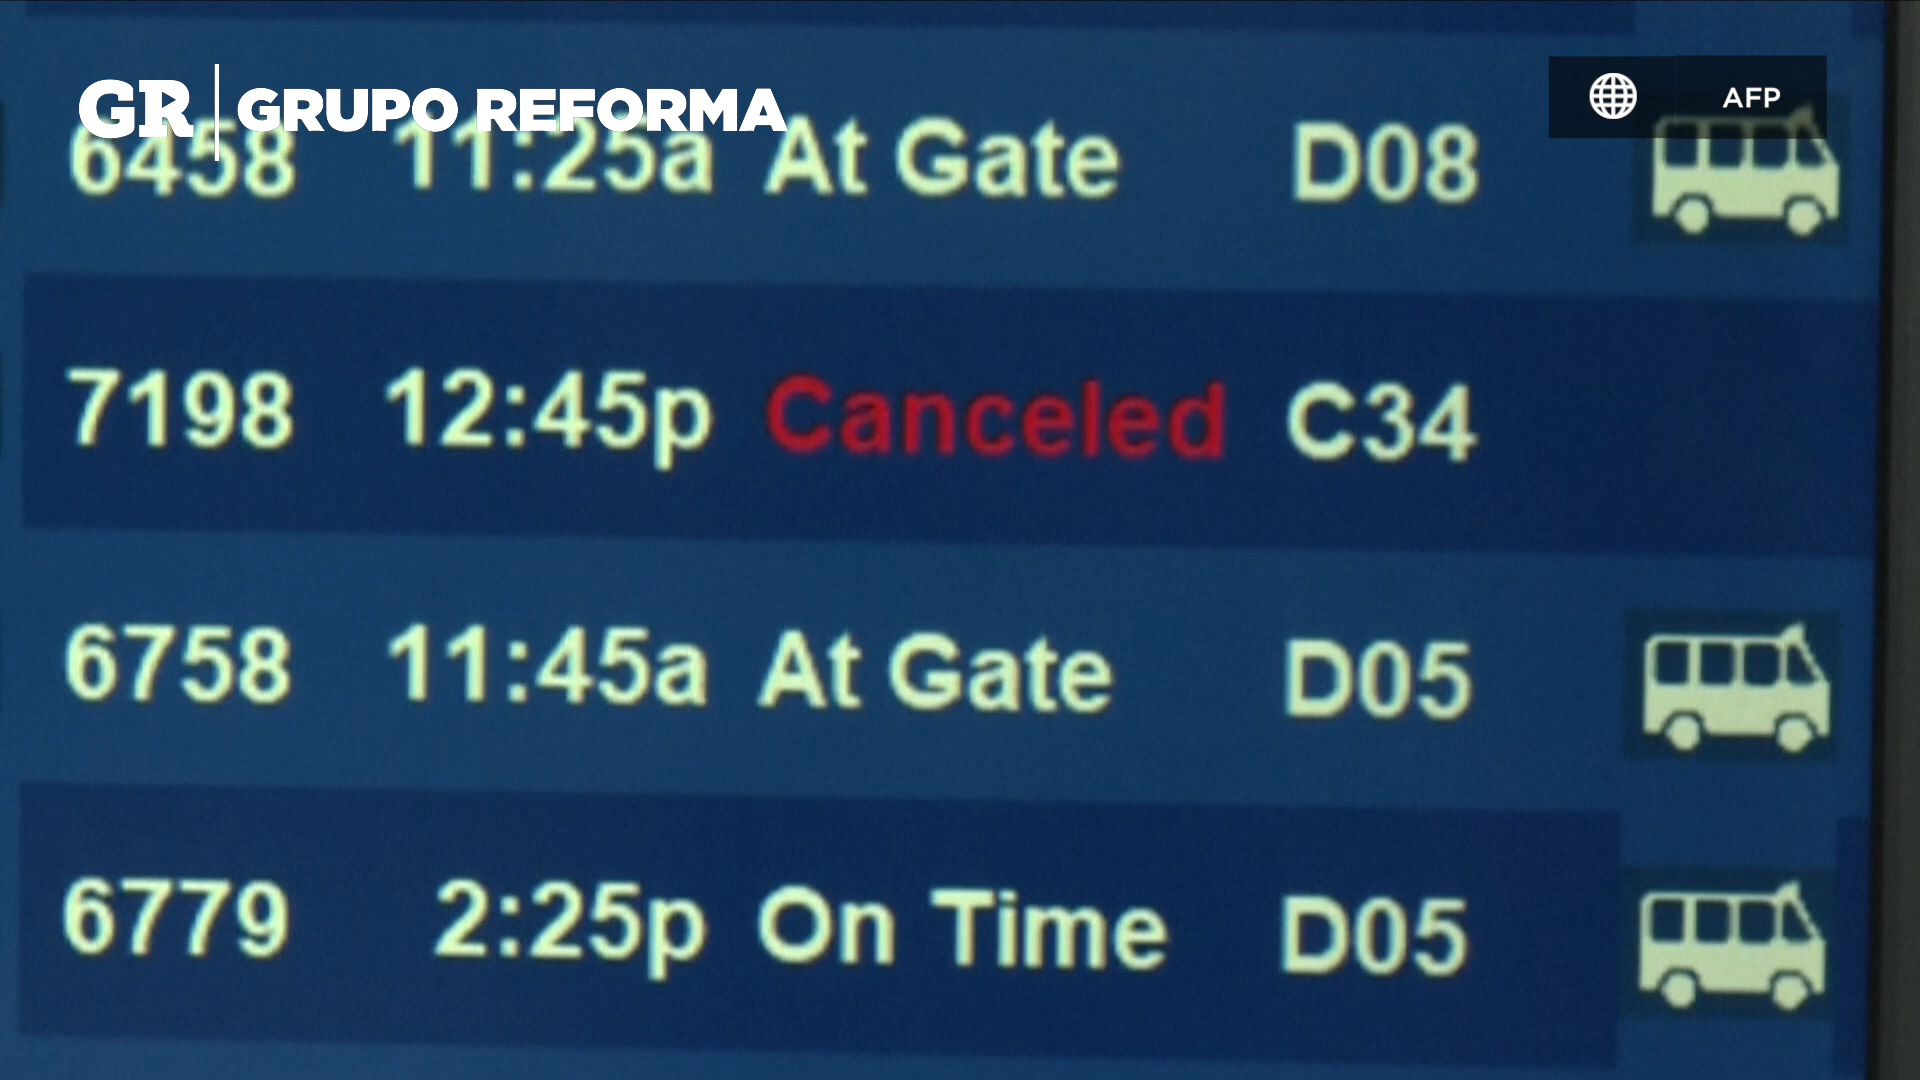 GR GRUPO REFORMA
AFP
6458 11:25a At Gate D08
7198 12:45p Canceled C34
6758 11:45a At Gate D05
6779 2:25p On Time D05